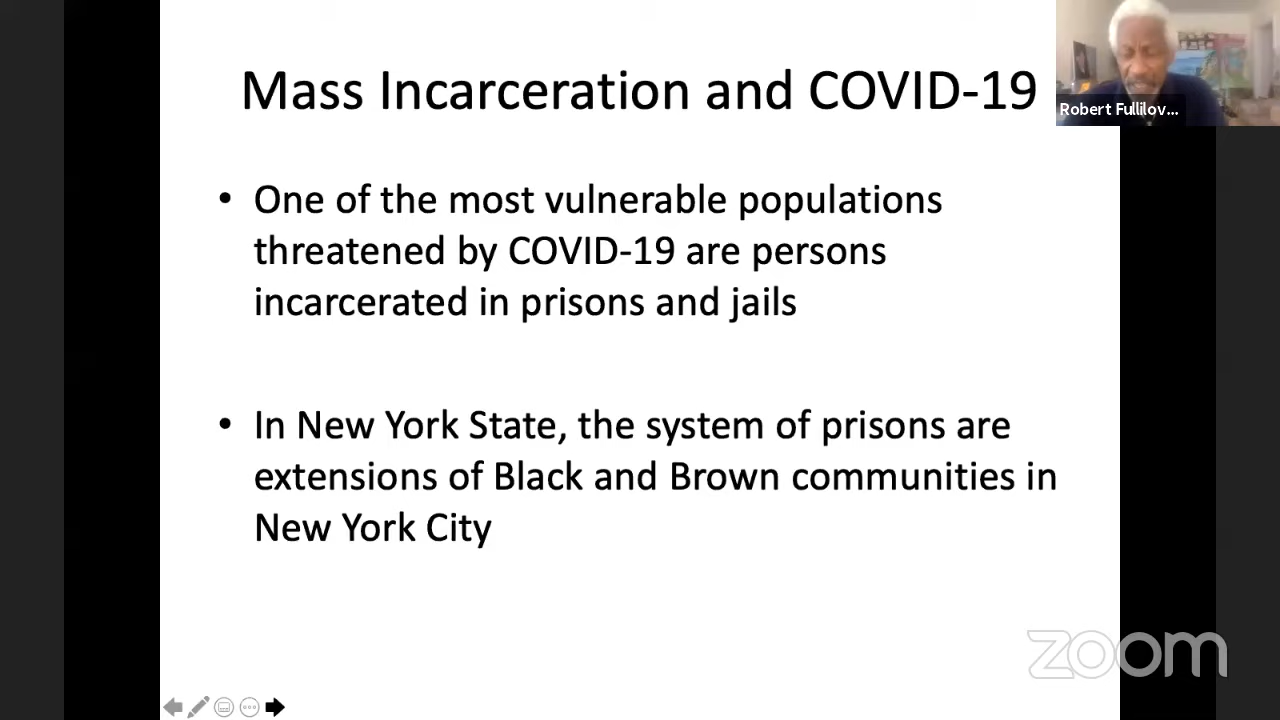 Mass Incarceration and COVID-19
Robert Fullilov...
• One of the most vulnerable populations
threatened by COVID-19 are persons
incarcerated in prisons and jails
• In New York State, the system of prisons are
extensions of Black and Brown communities in
New York City
zoom